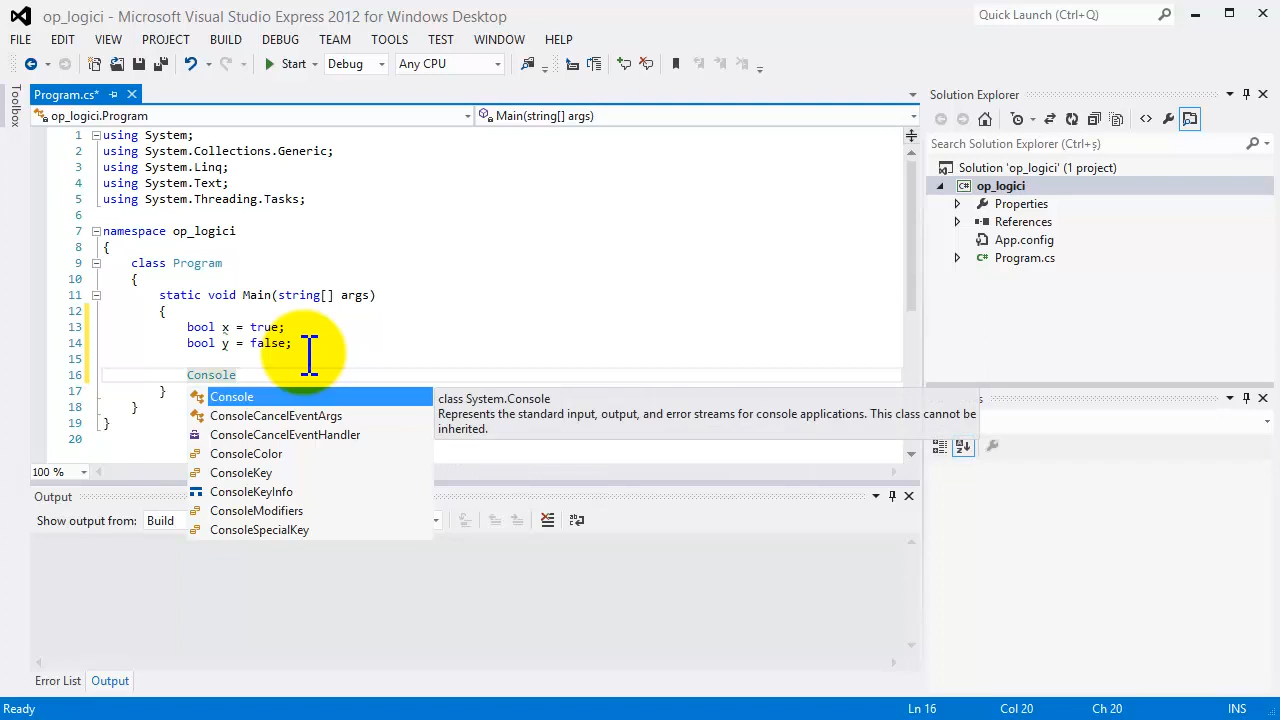 op_logici - Microsoft Visual Studio Express 2012 for Windows Desktop
Quick Launch (Ctrl+Q)
FILE EDIT VIEW PROJECT BUILD DEBUG TEAM TOOLS TEST WINDOW HELP
Start Debug Any CPU
Toolbox
Program.cs*
op_logici.Program
Main(string[] args)
1 using System;
2 using System.Collections.Generic;
3 using System.Linq;
4 using System.Text;
5 using System.Threading.Tasks;
6
7 namespace op_logici
8 {
9 class Program
10 {
11 static void Main(string[] args)
12 {
13 bool x = true;
14 bool y = false;
15
16 Console
17 }
18 }
19 }
20
Console
ConsoleCancelEventArgs
ConsoleCancelEventHandler
ConsoleColor
ConsoleKey
ConsoleKeyInfo
ConsoleModifiers
ConsoleSpecialKey
class System.Console
Represents the standard input, output, and error streams for console applications. This class cannot be
inherited.
100 %
Output
Show output from: Build
Error List Output
Solution Explorer
Search Solution Explorer (Ctrl+ș)
Solution 'op_logici' (1 project)
op_logici
Properties
References
App.config
Program.cs
Ready
Ln 16 Col 20 Ch 20 INS